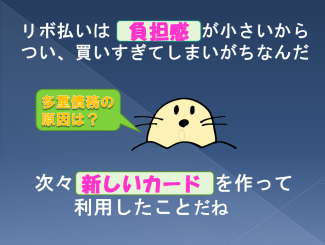 リボ払いは 負担感 が小さいから
つい、買いすぎてしまいがちなんだ
多重債務の
原因は？
次々 新しいカード を作って
利用したことだね